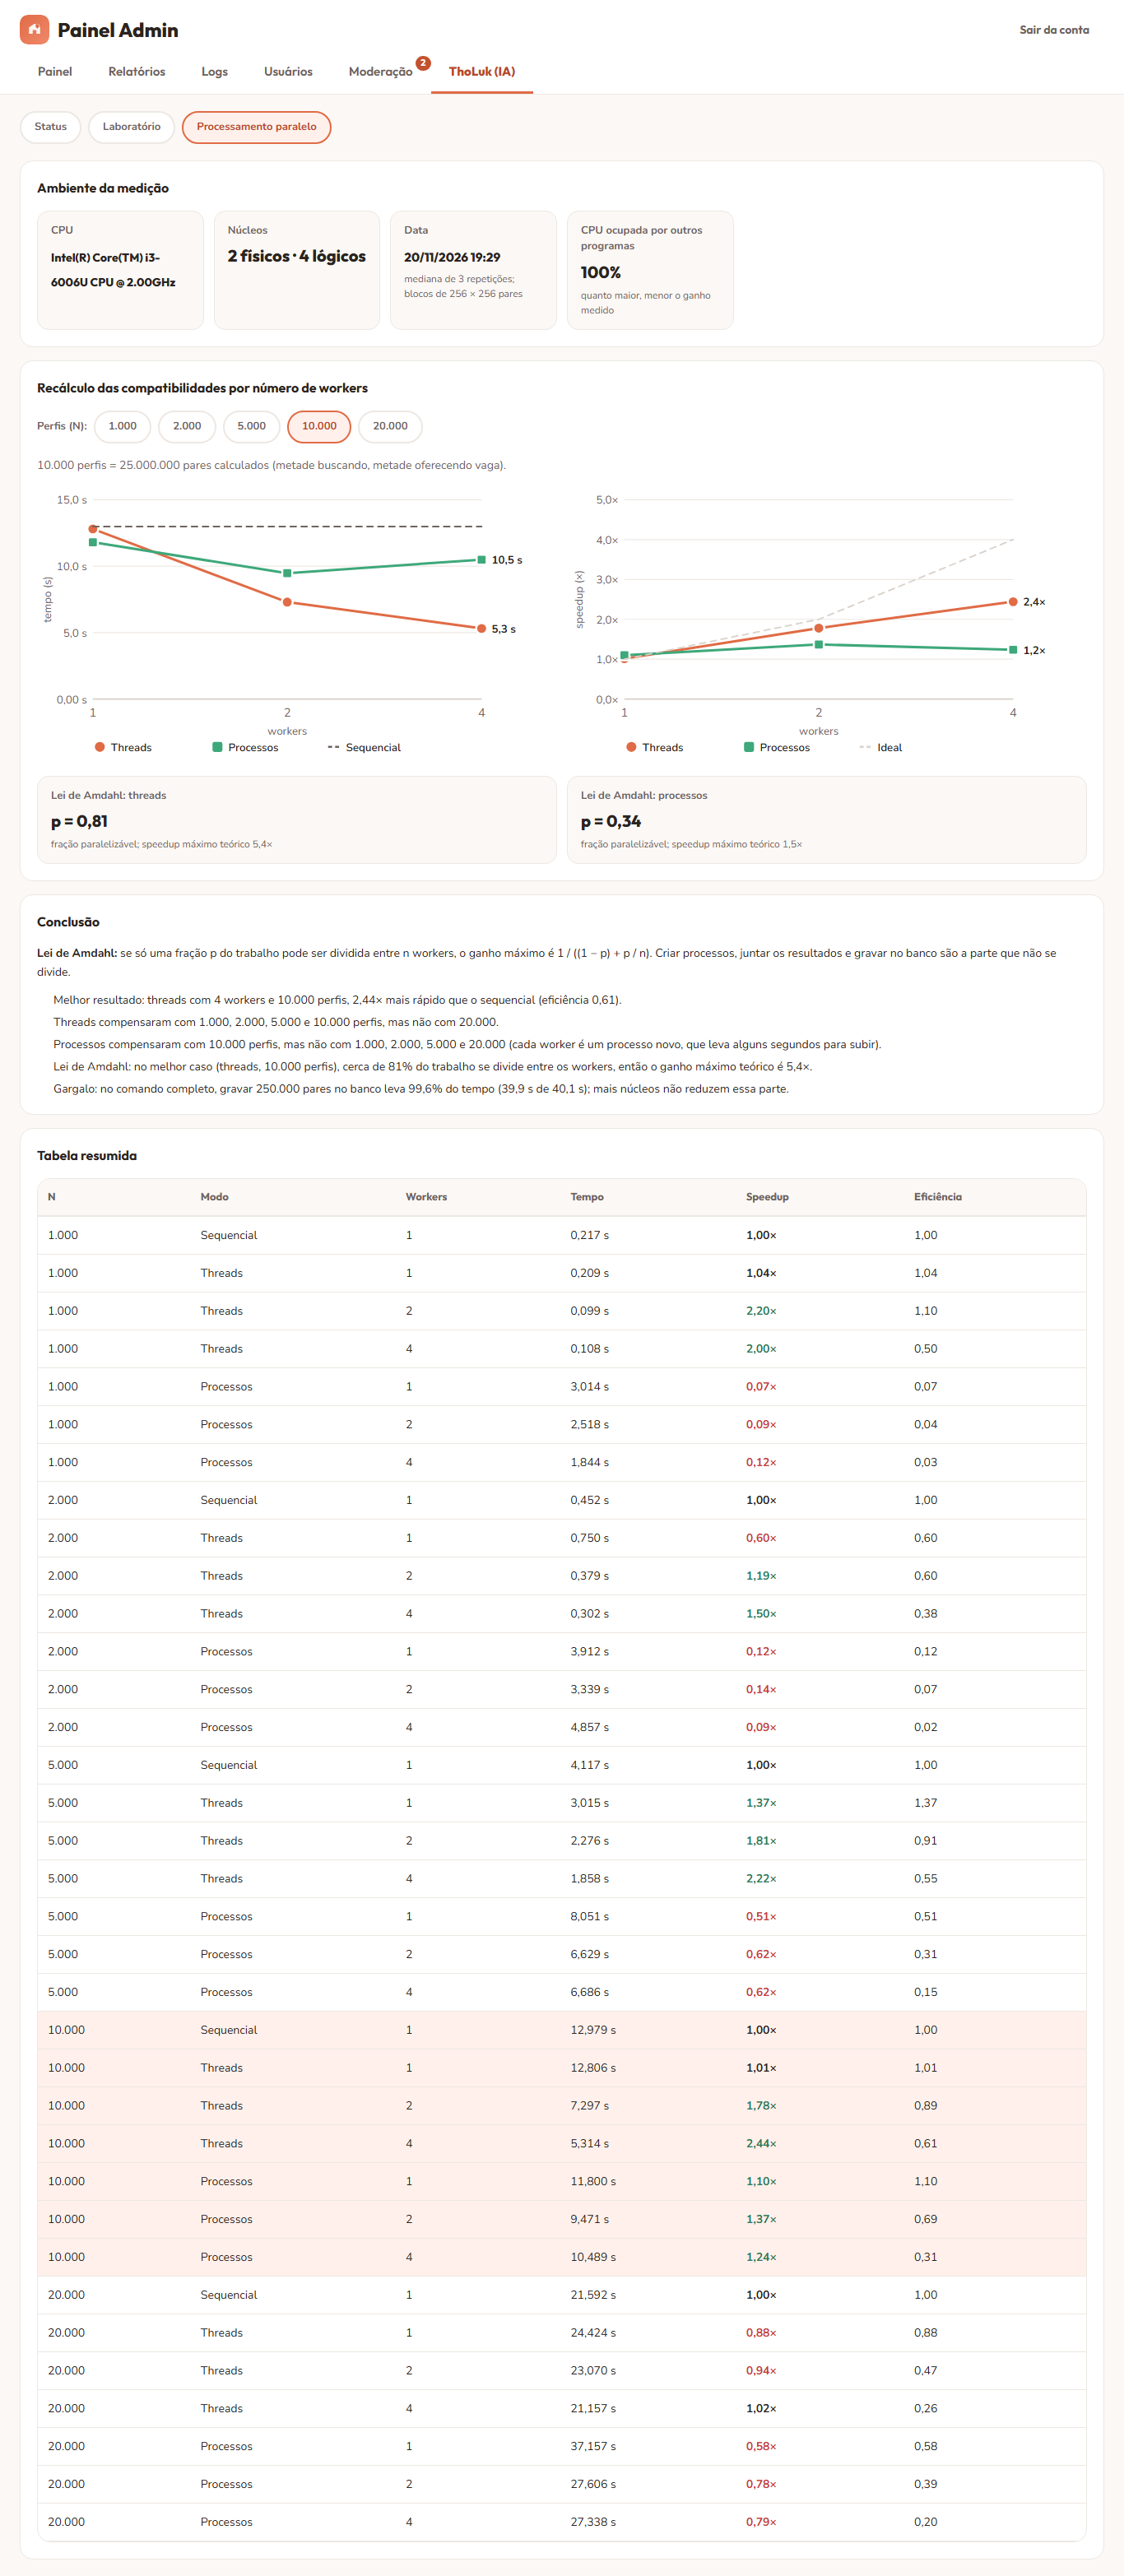 Painel Admin
Sair da conta
Painel Relatórios Logs Usuários Moderação 2 ThoLuk (IA)
Status Laboratório Processamento paralelo
Ambiente da medição
CPU
Intel(R) Core(TM) i3-
6006U CPU @ 2.00GHz
Núcleos
2 físicos · 4 lógicos
Data
20/11/2026 19:29
mediana de 3 repetições;
blocos de 256 × 256 pares
CPU ocupada por outros
programas
100%
quanto maior, menor o ganho
medido
Recálculo das compatibilidades por número de workers
Perfis (N): 1.000 2.000 5.000 10.000 20.000
10.000 perfis = 25.000.000 pares calculados (metade buscando, metade oferecendo vaga).
15,0 s
10,0 s
5,0 s
0,00 s
tempo (s)
10,5 s
5,3 s
1 2 4
workers
Threads Processos Sequencial
5,0×
4,0×
3,0×
2,0×
1,0×
0,0×
speedup (×)
2,4×
1,2×
1 2 4
workers
Threads Processos Ideal
Lei de Amdahl: threads
p = 0,81
fração paralelizável; speedup máximo teórico 5,4×
Lei de Amdahl: processos
p = 0,34
fração paralelizável; speedup máximo teórico 1,5×
Conclusão
Lei de Amdahl: se só uma fração p do trabalho pode ser dividida entre n workers, o ganho máximo é 1 / ((1 − p) + p / n). Criar processos, juntar os resultados e gravar no banco são a parte que não se
divide.
Melhor resultado: threads com 4 workers e 10.000 perfis, 2,44× mais rápido que o sequencial (eficiência 0,61).
Threads compensaram com 1.000, 2.000, 5.000 e 10.000 perfis, mas não com 20.000.
Processos compensaram com 10.000 perfis, mas não com 1.000, 2.000, 5.000 e 20.000 (cada worker é um processo novo, que leva alguns segundos para subir).
Lei de Amdahl: no melhor caso (threads, 10.000 perfis), cerca de 81% do trabalho se divide entre os workers, então o ganho máximo teórico é 5,4×.
Gargalo: no comando completo, gravar 250.000 pares no banco leva 99,6% do tempo (39,9 s de 40,1 s); mais núcleos não reduzem essa parte.
Tabela resumida
N Modo Workers Tempo Speedup Eficiência
1.000 Sequencial 1 0,217 s 1,00× 1,00
1.000 Threads 1 0,209 s 1,04× 1,04
1.000 Threads 2 0,099 s 2,20× 1,10
1.000 Threads 4 0,108 s 2,00× 0,50
1.000 Processos 1 3,014 s 0,07× 0,07
1.000 Processos 2 2,518 s 0,09× 0,04
1.000 Processos 4 1,844 s 0,12× 0,03
2.000 Sequencial 1 0,452 s 1,00× 1,00
2.000 Threads 1 0,750 s 0,60× 0,60
2.000 Threads 2 0,379 s 1,19× 0,60
2.000 Threads 4 0,302 s 1,50× 0,38
2.000 Processos 1 3,912 s 0,12× 0,12
2.000 Processos 2 3,339 s 0,14× 0,07
2.000 Processos 4 4,857 s 0,09× 0,02
5.000 Sequencial 1 4,117 s 1,00× 1,00
5.000 Threads 1 3,015 s 1,37× 1,37
5.000 Threads 2 2,276 s 1,81× 0,91
5.000 Threads 4 1,858 s 2,22× 0,55
5.000 Processos 1 8,051 s 0,51× 0,51
5.000 Processos 2 6,629 s 0,62× 0,31
5.000 Processos 4 6,686 s 0,62× 0,15
10.000 Sequencial 1 12,979 s 1,00× 1,00
10.000 Threads 1 12,806 s 1,01× 1,01
10.000 Threads 2 7,297 s 1,78× 0,89
10.000 Threads 4 5,314 s 2,44× 0,61
10.000 Processos 1 11,800 s 1,10× 1,10
10.000 Processos 2 9,471 s 1,37× 0,69
10.000 Processos 4 10,489 s 1,24× 0,31
20.000 Sequencial 1 21,592 s 1,00× 1,00
20.000 Threads 1 24,424 s 0,88× 0,88
20.000 Threads 2 23,070 s 0,94× 0,47
20.000 Threads 4 21,157 s 1,02× 0,26
20.000 Processos 1 37,157 s 0,58× 0,58
20.000 Processos 2 27,606 s 0,78× 0,39
20.000 Processos 4 27,338 s 0,79× 0,20